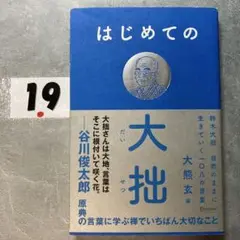 19
はじめての
大拙
だい
せつ
鈴木大拙 自然のままに
生きていく一〇八の言葉
大熊玄 編
大拙さんは大地、言葉は
そこに根付いて咲く花。
──谷川俊太郎
原典の言葉に学ぶ禅でいちばん大切なこと